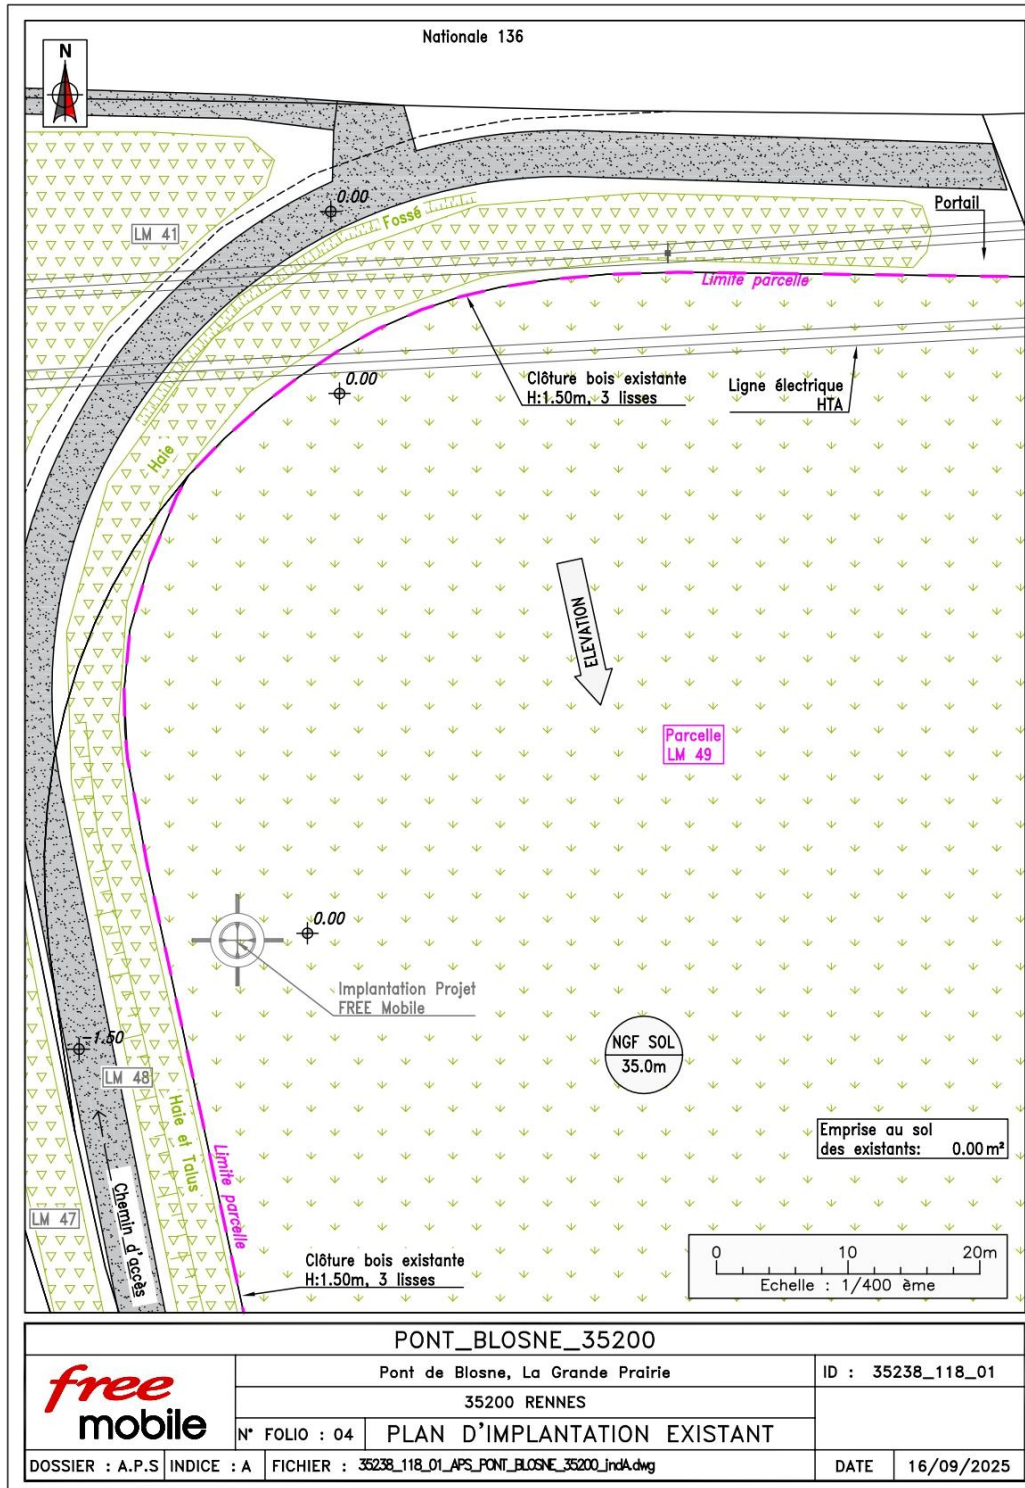 Nationale 136
N
0.00
Fossé
LM 41
Portail
Limite parcelle
0.00
Clôture bois existante
H:1.50m, 3 lisses
Ligne électrique
HTA
Haie
ELEVATION
Parcelle
LM 49
0.00
Implantation Projet
FREE Mobile
NGF SOL
35.0m
-1.50
LM 48
Haie et Talus
Limite parcelle
Emprise au sol
des existants: 0.00 m²
LM 47
Chemin d'accès
Clôture bois existante
H:1.50m, 3 lisses
0 10 20m
Echelle : 1/400 ème
PONT_BLOSNE_35200
free
mobile
Pont de Blosne, La Grande Prairie
ID : 35238_118_01
35200 RENNES
N° FOLIO : 04
PLAN D'IMPLANTATION EXISTANT
DOSSIER : A.P.S
INDICE : A
FICHIER : 35238_118_01_APS_PONT_BLOSNE_35200_indA.dwg
DATE
16/09/2025